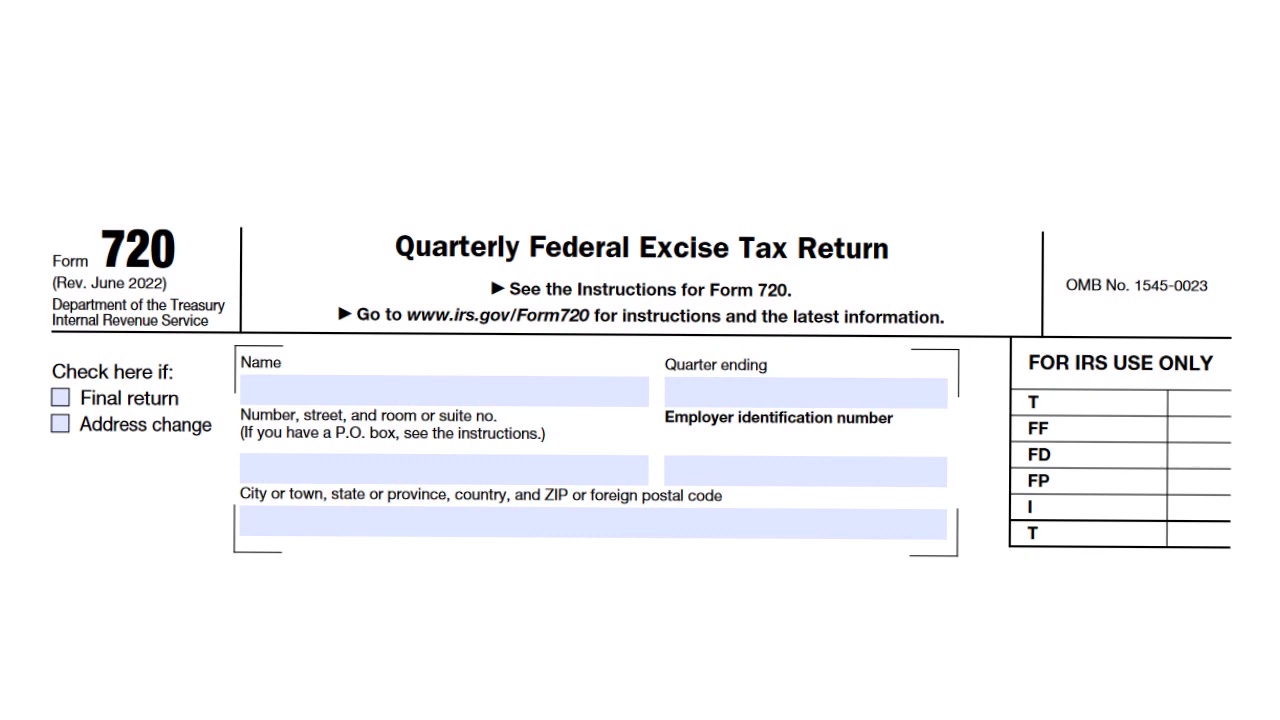 Form 720
(Rev. June 2022)
Department of the Treasury
Internal Revenue Service
Quarterly Federal Excise Tax Return
▶ See the Instructions for Form 720.
▶ Go to www.irs.gov/Form720 for instructions and the latest information.
OMB No. 1545-0023
Check here if:
Final return
Address change
Name
Quarter ending
Number, street, and room or suite no.
(If you have a P.O. box, see the instructions.)
Employer identification number
City or town, state or province, country, and ZIP or foreign postal code
FOR IRS USE ONLY
T
FF
FD
FP
I
T